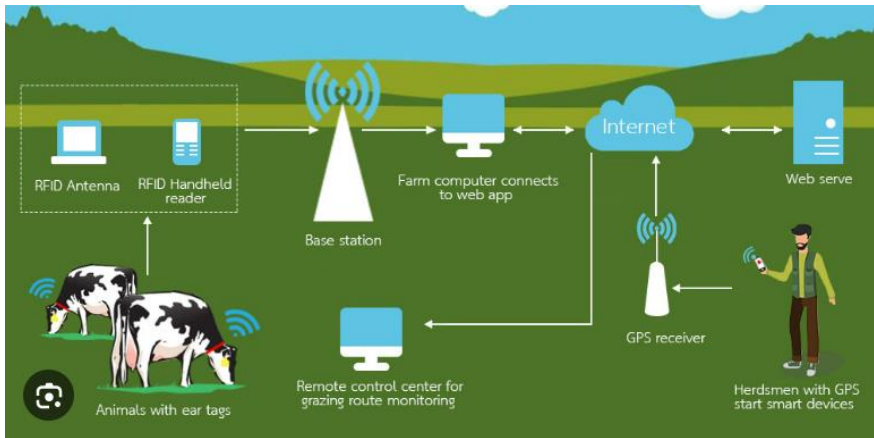 Internet
RFID Antenna
RFID Handheld
reader
Farm computer connects
to web app
Web serve
Base station
GPS receiver
Remote control center for
grazing route monitoring
Herdsmen with GPS
start smart devices
Animals with ear tags